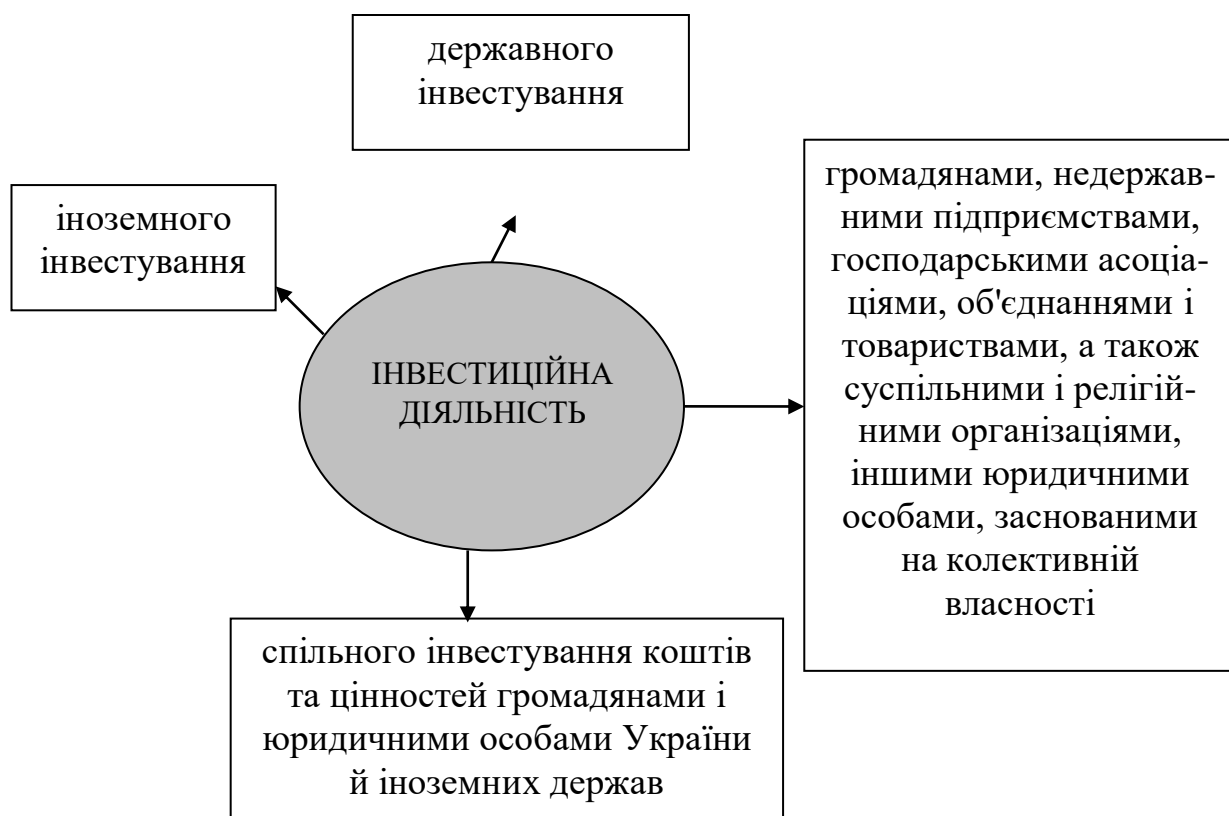 державного
інвестування
іноземного
інвестування
ІНВЕСТИЦІЙНА
ДІЯЛЬНІСТЬ
громадянами, недержав-
ними підприємствами,
господарськими асоціа-
ціями, об'єднаннями і
товариствами, а також
суспільними і релігій-
ними організаціями,
іншими юридичними
особами, заснованими
на колективній
власності
спільного інвестування коштів
та цінностей громадянами і
юридичними особами України
й іноземних держав